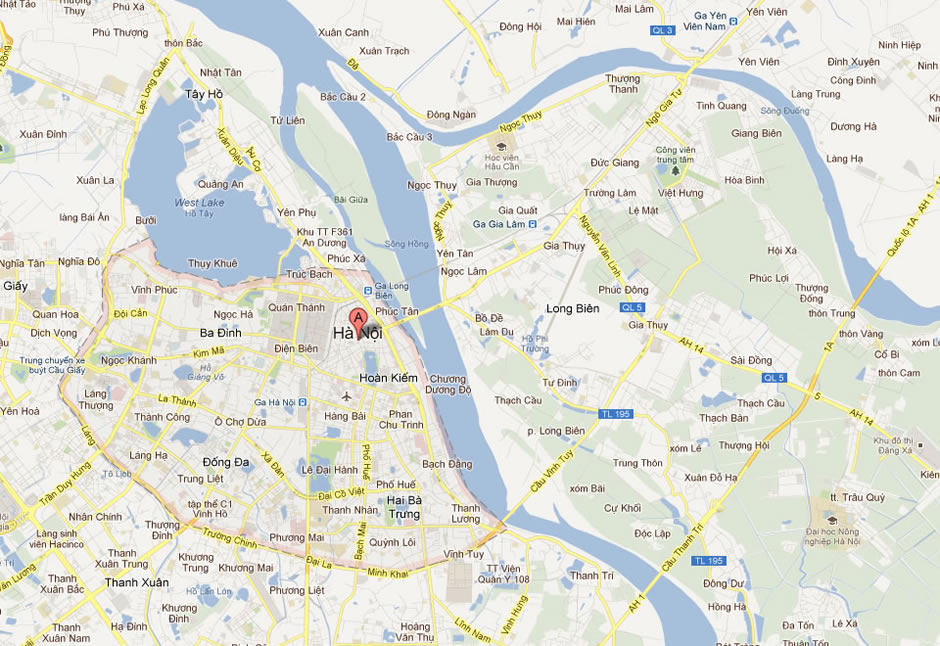 Nhật Tảo
Phú Xá
Phú Thượng
thôn Bắc
Xuân Canh
Xuân Trạch
Đông Hội
Mai Hiên
Mai Lâm
Ga Yên
Viên Nam
QL 3
Yên Viên
Yên Viên
Ninh Hiệp
Đình Xuyên
Công Đình
Làng Trung
Dương Hà
Lạc Long Quân
Nhật Tân
Tây Hồ
Tứ Liên
Bắc Cầu 2
Đê
Bắc Cầu 3
Đông Ngàn
Ngọc Thụy
Thượng
Thanh
Ngô Gia Tự
Tình Quang
Sông Đuống
Giang Biên
Xuân Đỉnh
Xuân Diệu
Âu Cơ
Học viện
Hậu Cần
Đức Giang
Công viên
trung tâm
Làng Hạ
Xuân La
Quảng An
West Lake
Hồ Tây
Bãi Giữa
Ngọc Thụy
Gia Thượng
Trường Lâm
Việt Hưng
Hòa Bình
làng Bái Ân
Bưởi
Yên Phụ
Khu TT F361
An Dương
Sông Hồng
Ngọc Thụy
Gia Quất
Ga Gia Lâm
Lệ Mật
Nguyễn Văn Linh
AH 1
Quốc lộ 1A
Nghĩa Tân
Nghĩa Đô
Thụy Khuê
Phúc Xá
Trúc Bạch
Yên Tân
Ngọc Lâm
Gia Thụy
Hội Xá
Phúc Lợi
Giấy
Vĩnh Phúc
Ga Long
Biên
Phúc Đồng
Thượng
Đồng
thôn Trung
Quan Hoa
Đội Cấn
Ngọc Hà
Quán Thánh
Phúc Tân
Bồ Đề
Lâm Du
Long Biên
QL 5
Gia Thụy
Dịch Vọng
Ba Đình
A
Hà Nội
Hồ Phi
Trường
AH 14
1A
thôn Vàng
Trung chuyển xe
buýt Cầu Giấy
Ngọc Khánh
Kim Mã
Điện Biên
Hồ
Giảng Võ
Hoàn Kiếm
Chương
Dương Độ
Tư Đình
Sài Đồng
QL 5
Cổ Bi
thôn Cam
Yên Hoà
Láng
Thượng
La Thành
Ga Hà Nội
Thạch Cầu
TL 195
Thạch Cầu
Thạch Bàn
5
AH 14
Thành Công
Ô Chợ Dừa
Hàng Bài
Phan
Chu Trinh
p. Long Biên
Láng
xóm Lẻ
Thượng Hội
Khu đô thị
Đặng Xá
Láng Hạ
Xã Đàn
Phố Huế
Trần Duy Hưng
Tô Lịch
Đống Đa
Trung Liệt
Lê Đại Hành
Bạch Đằng
Cầu Vĩnh Tuy
Trung Thôn
Xuân Đỗ Hạ
xóm Bãi
Phố Huế
Đại Cồ Việt
Hai Bà
Trưng
tt. Trâu Quỳ
tập thể C1
Vĩnh Hồ
Thanh Nhàn
Thanh
Lương
Cự Khối
Nhân Chính
Thượng
Đình
Trường Chinh
Phương Mai
Bạch Mai
Quỳnh Lôi
Độc Lập
Cầu Thanh Trì
Đại học Nông
nghiệp Hà Nội
Làng sinh
viên Hacinco
Thanh
Xuân
Trung
Khương
Trung
Khương Mai
Đại La
Minh Khai
Vĩnh Tuy
TL 195
Thanh
Xuân
Bắc
Thanh Xuân
Hồ Lân Lớn
Phương Liệt
TT Viện
Quân Y 108
Thanh Trì
Đông Dư
Khương
Đình
Hạ Đình
Thanh
Xuân Nam
Hoàng
Văn Thụ
Lĩnh Nam
Vĩnh Hưng
AH 1
Hồng Hà
Đa Tốn
Lê Xá
Thuận Tốn